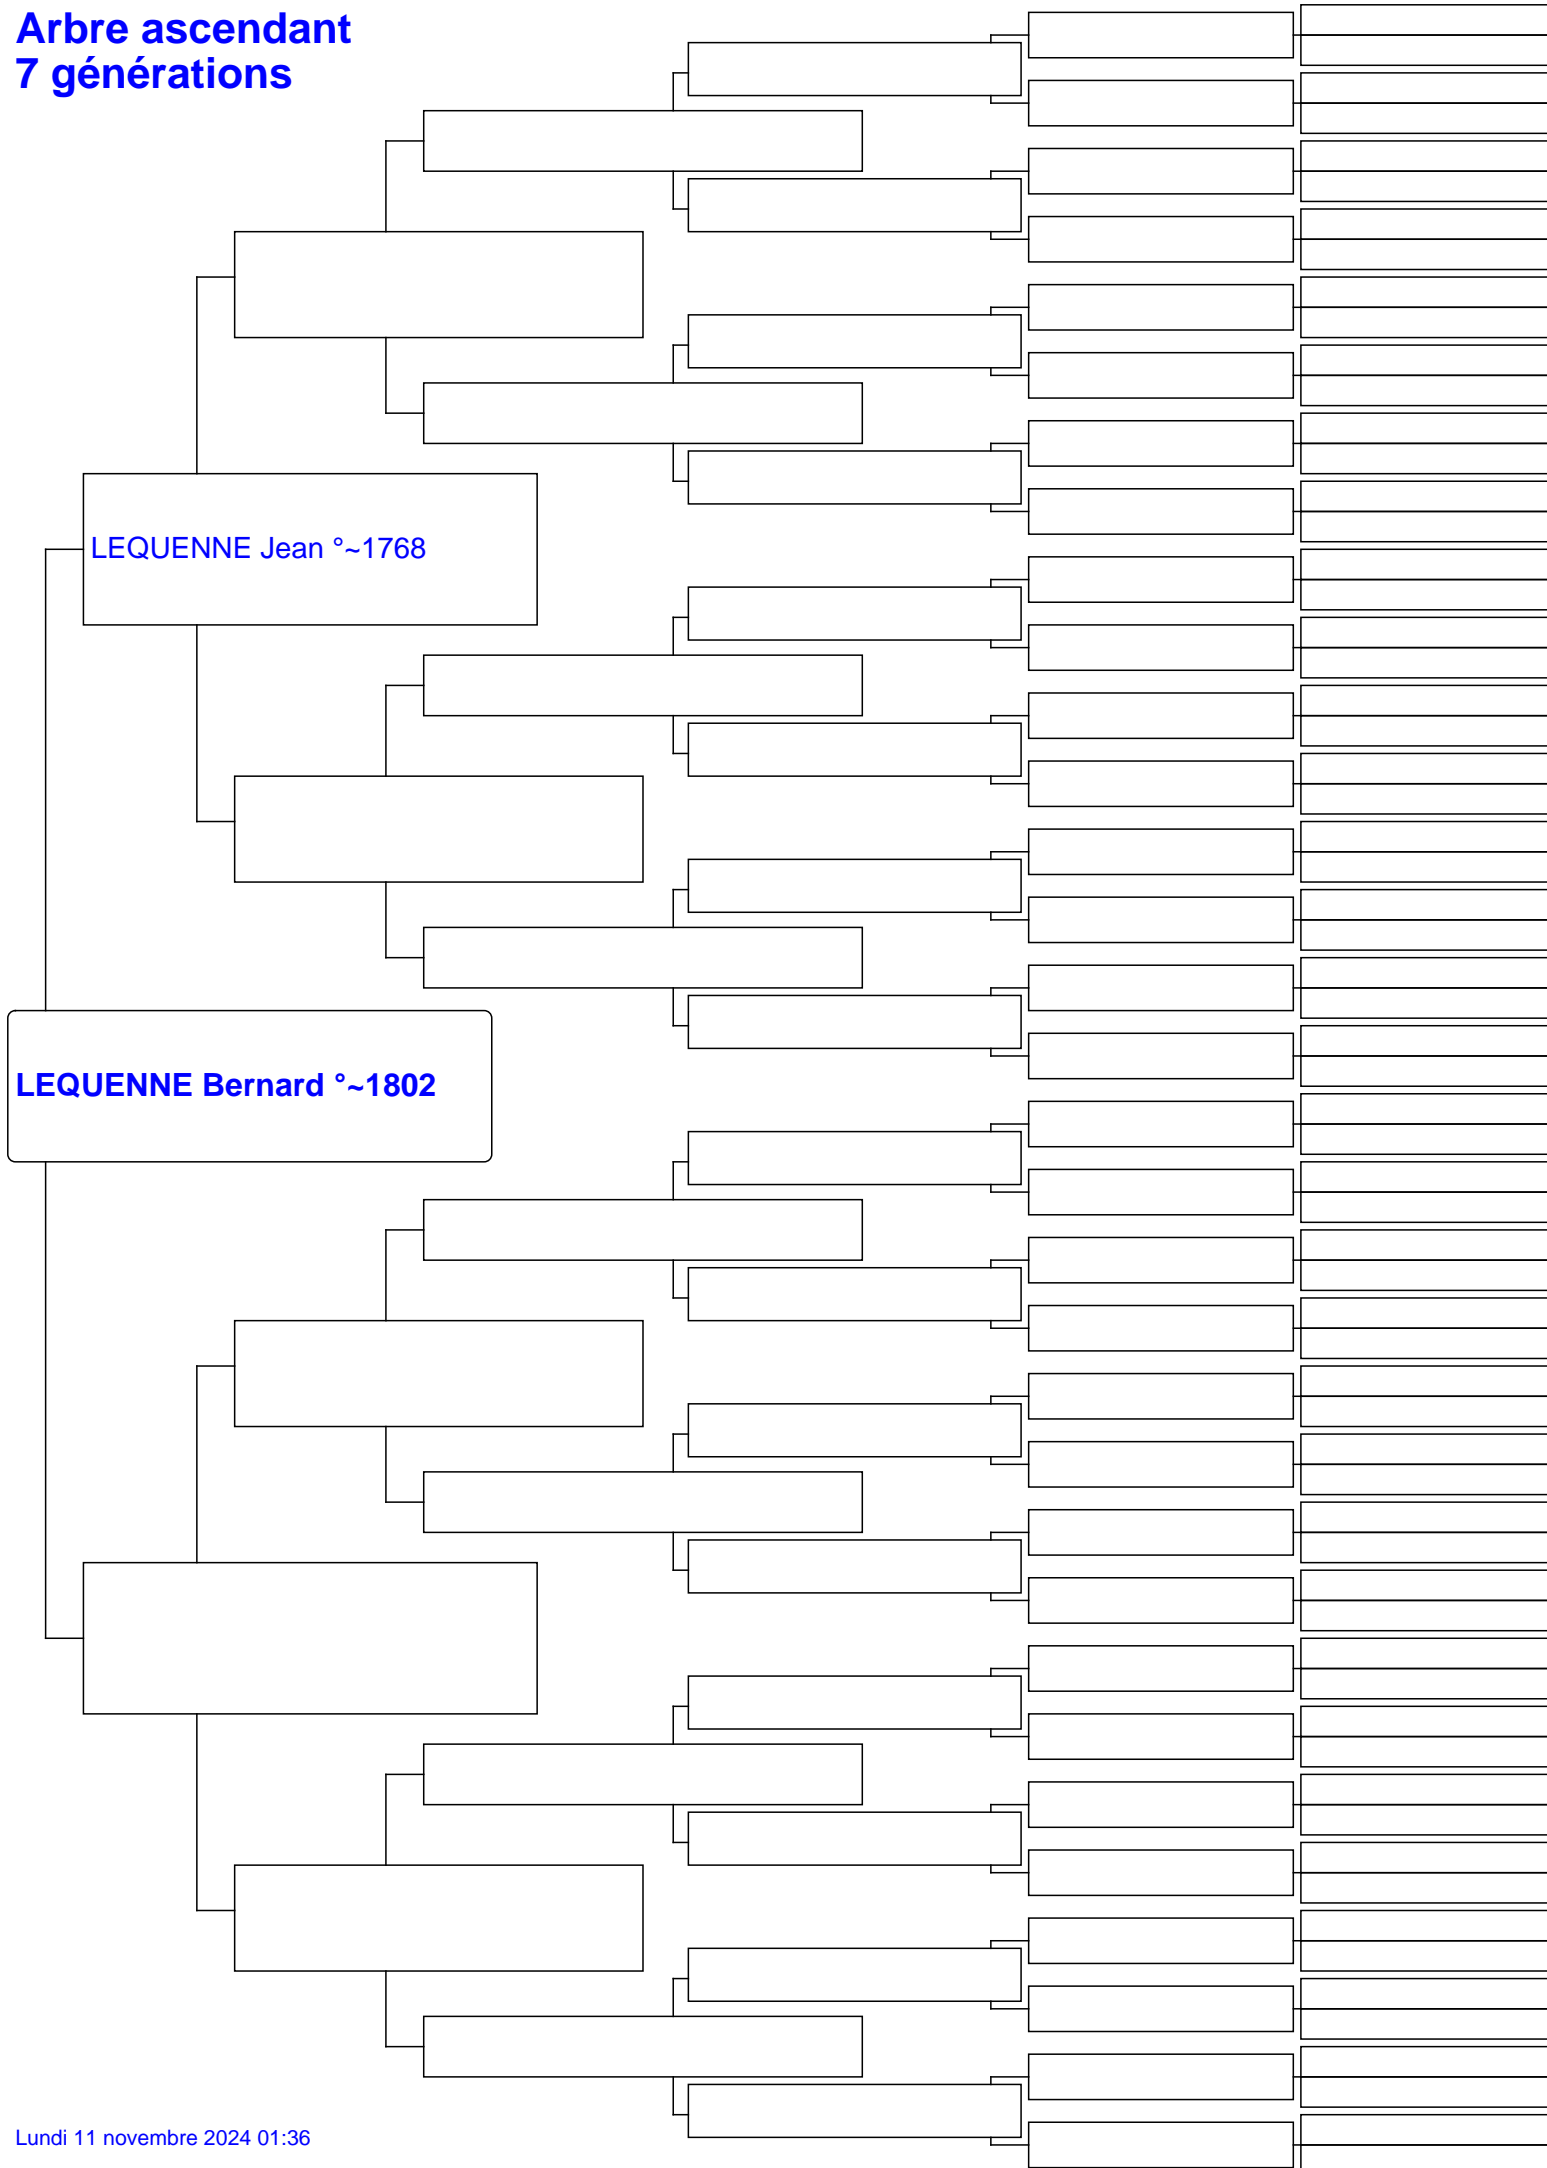 Arbre ascendant
7 générations
LEQUENNE Jean °~1768
LEQUENNE Bernard °~1802
Lundi 11 novembre 2024 01:36